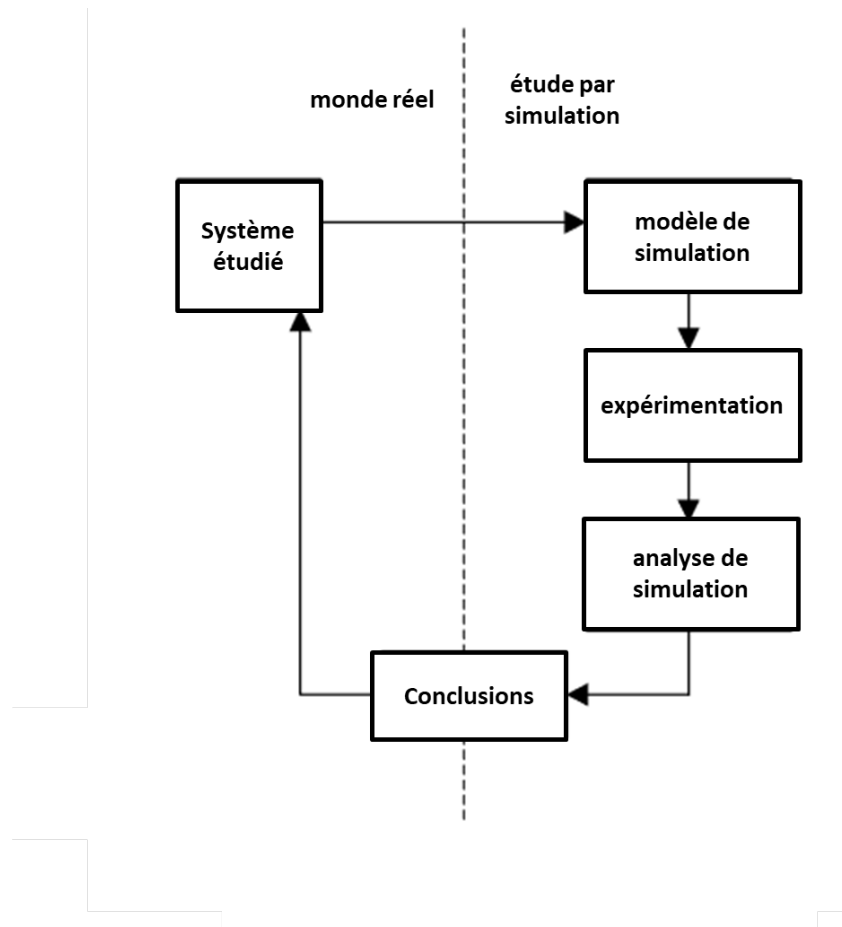 monde réel
étude par
simulation
Système
étudié
modèle de
simulation
expérimentation
analyse de
simulation
Conclusions